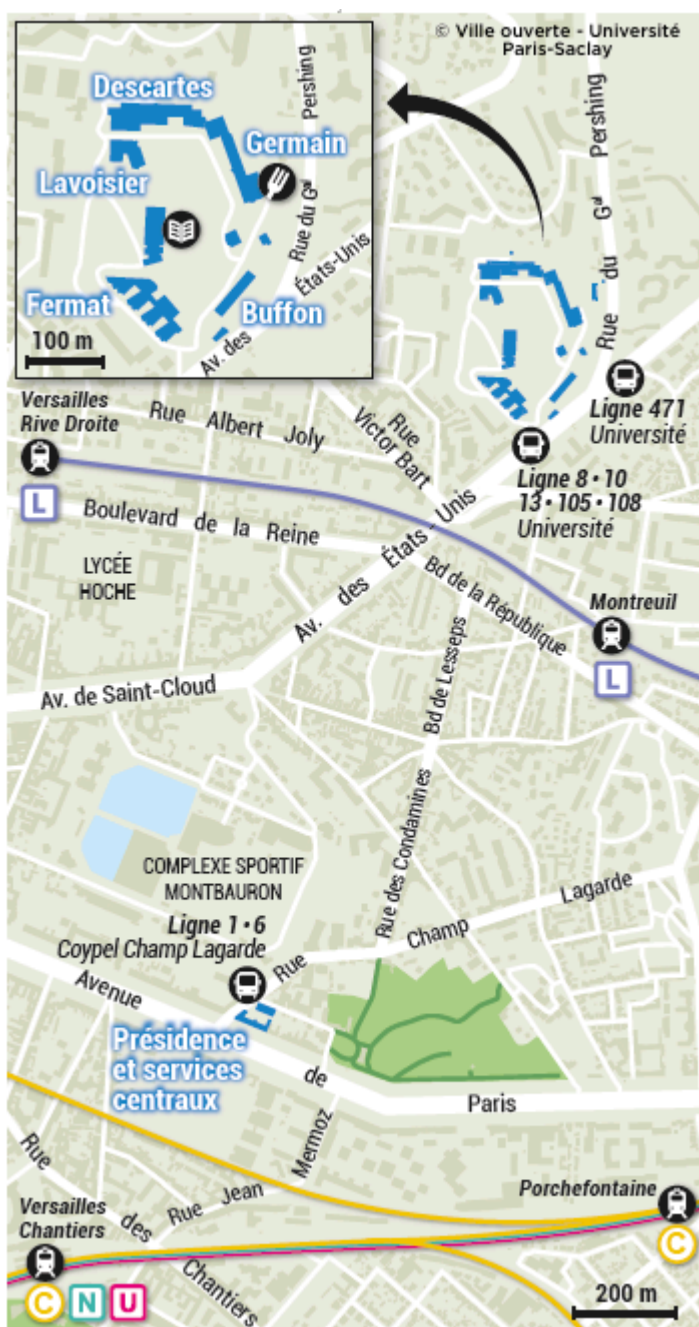 © Ville ouverte - Université
Paris-Saclay
Descartes
Germain
Lavoisier
Fermat
Buffon
Rue du Gal Pershing
Av. des États-Unis
100 m
Rue du Gal Pershing
Versailles
Rive Droite
L
Rue Albert Joly
Rue
Victor Bart
Ligne 471
Université
Ligne 8 • 10
13 • 105 • 108
Université
Boulevard de la Reine
LYCÉE
HOCHE
Av. des États - Unis
Bd de la République
Montreuil
L
Bd de Lesseps
Av. de Saint-Cloud
COMPLEXE SPORTIF
MONTBAURON
Rue des Condamines
Rue Champ Lagarde
Ligne 1 • 6
Coypel Champ Lagarde
Avenue de Paris
Présidence
et services
centraux
Rue Jean Mermoz
Rue des Chantiers
Porchefontaine
C
Versailles
Chantiers
C N U
200 m